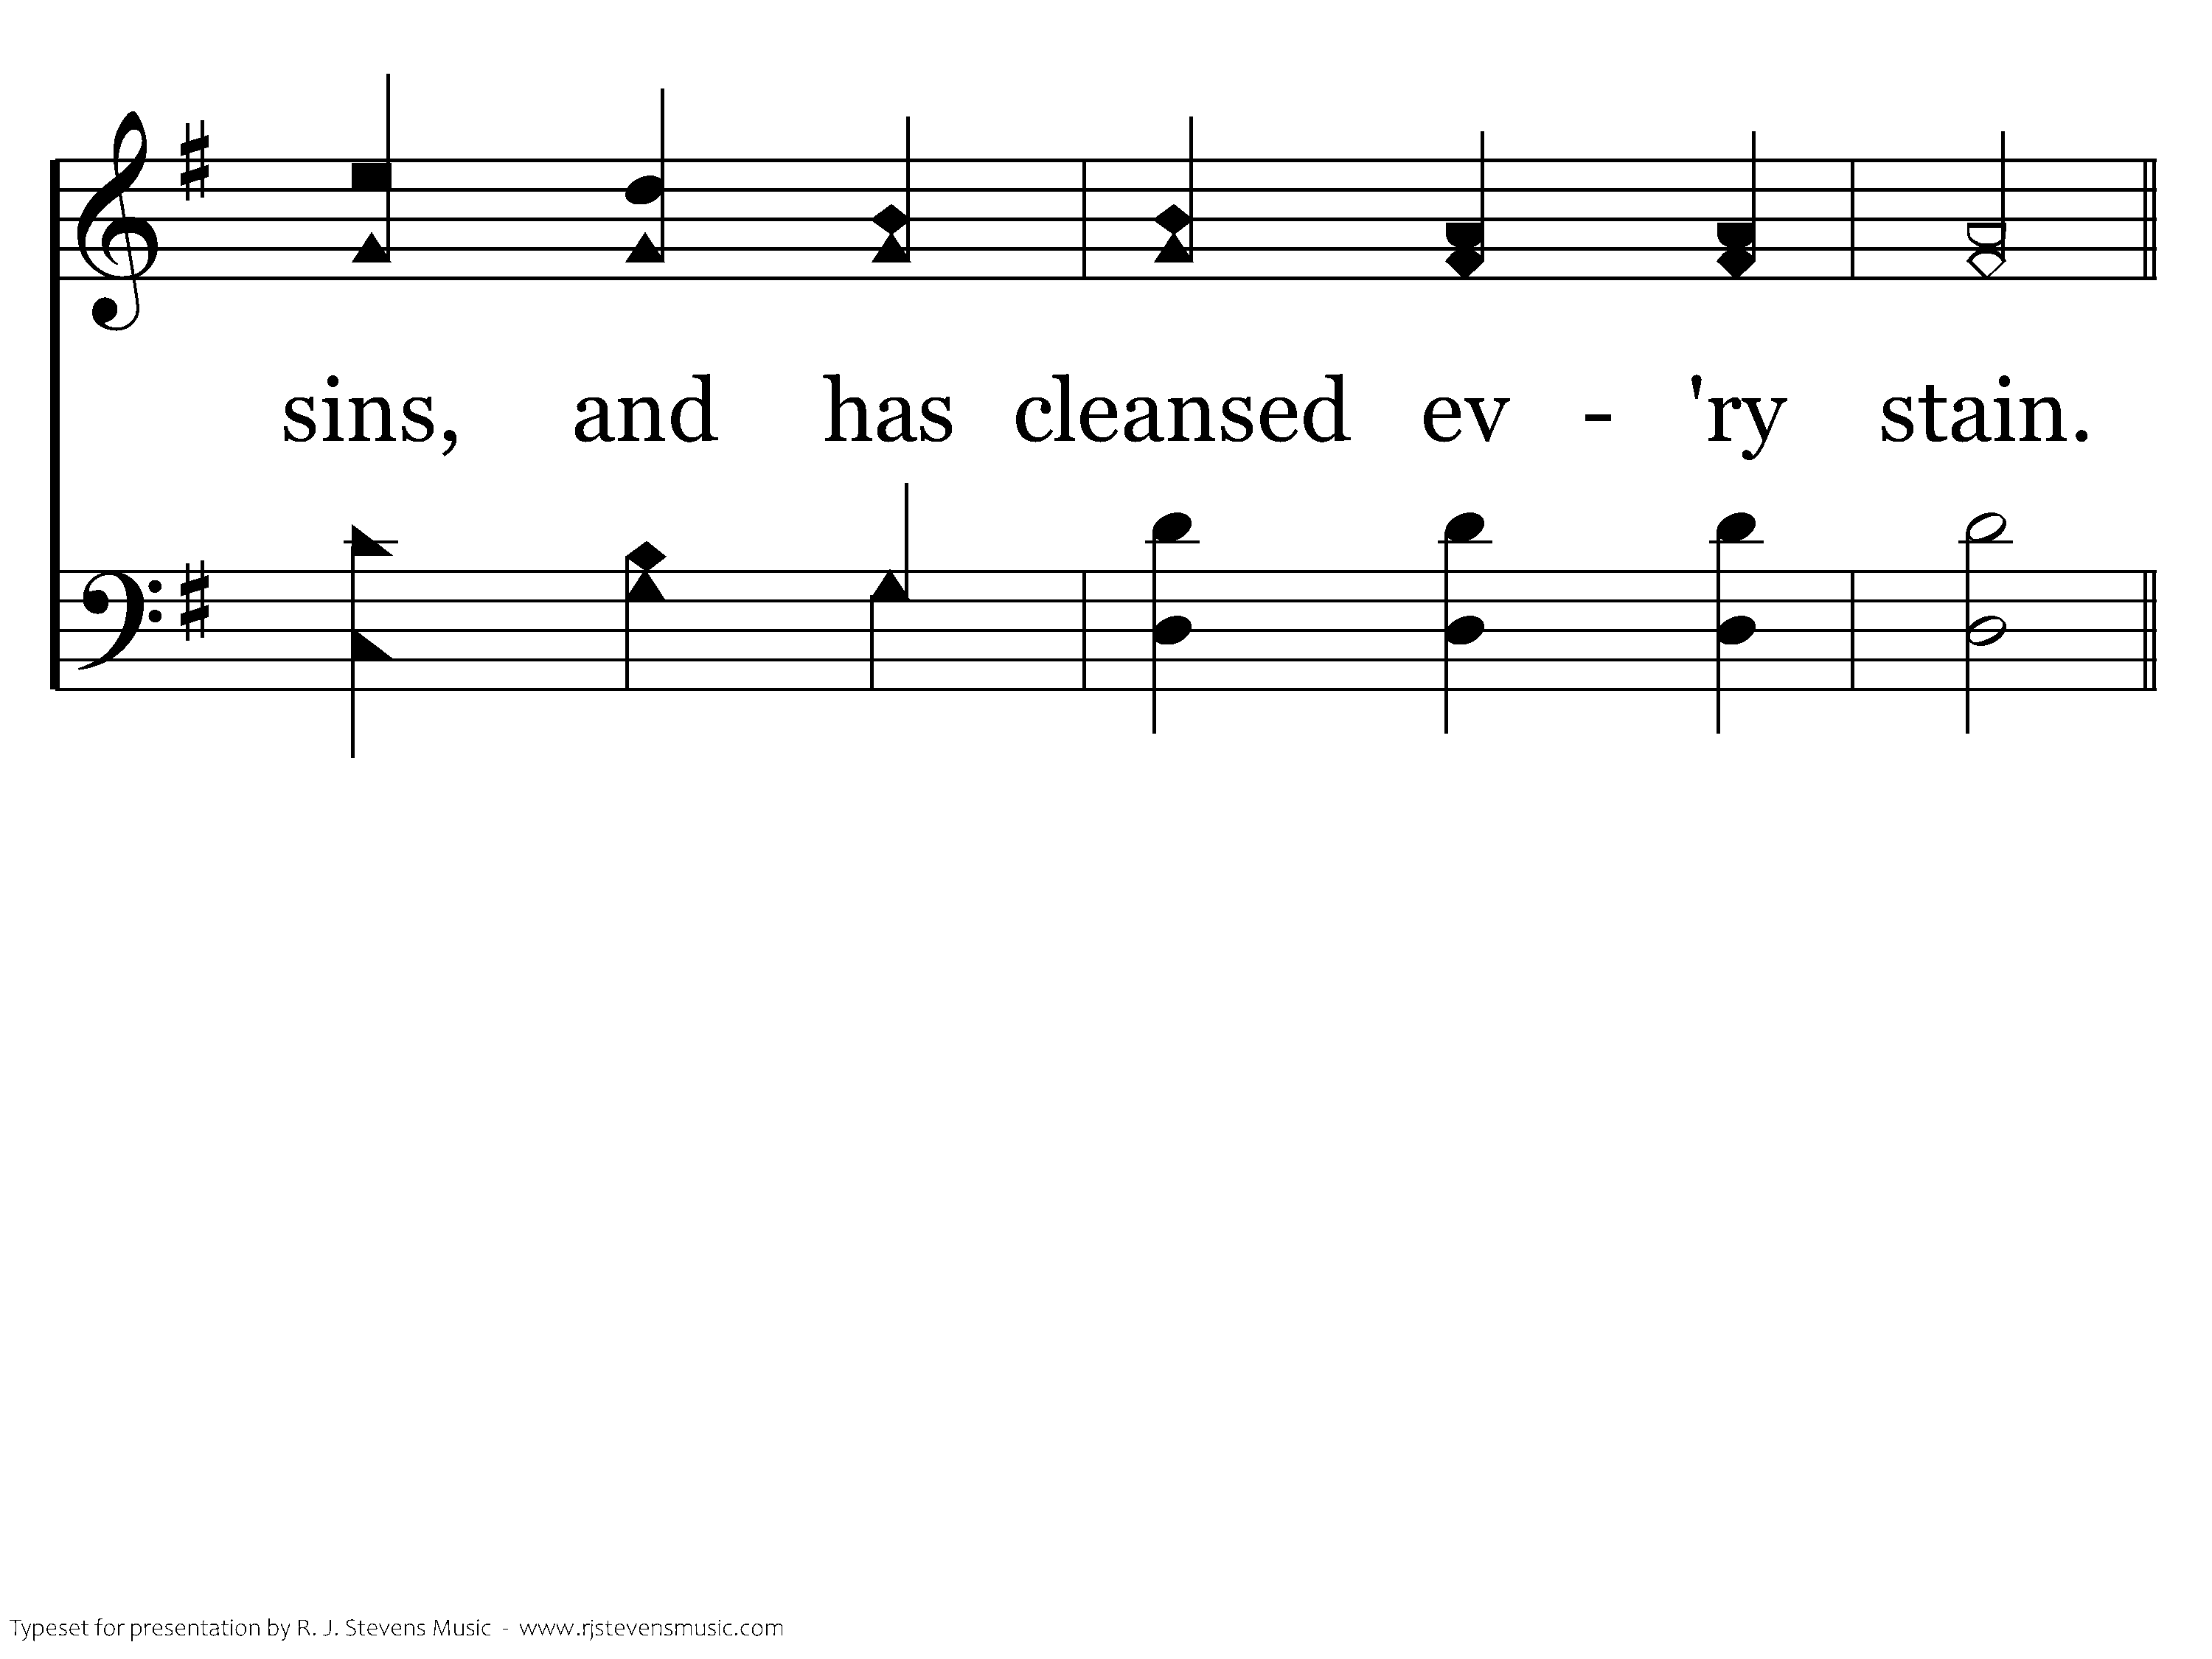 sins, and has cleansed ev - 'ry stain.
Typeset for presentation by R. J. Stevens Music - www.rjstevensmusic.com